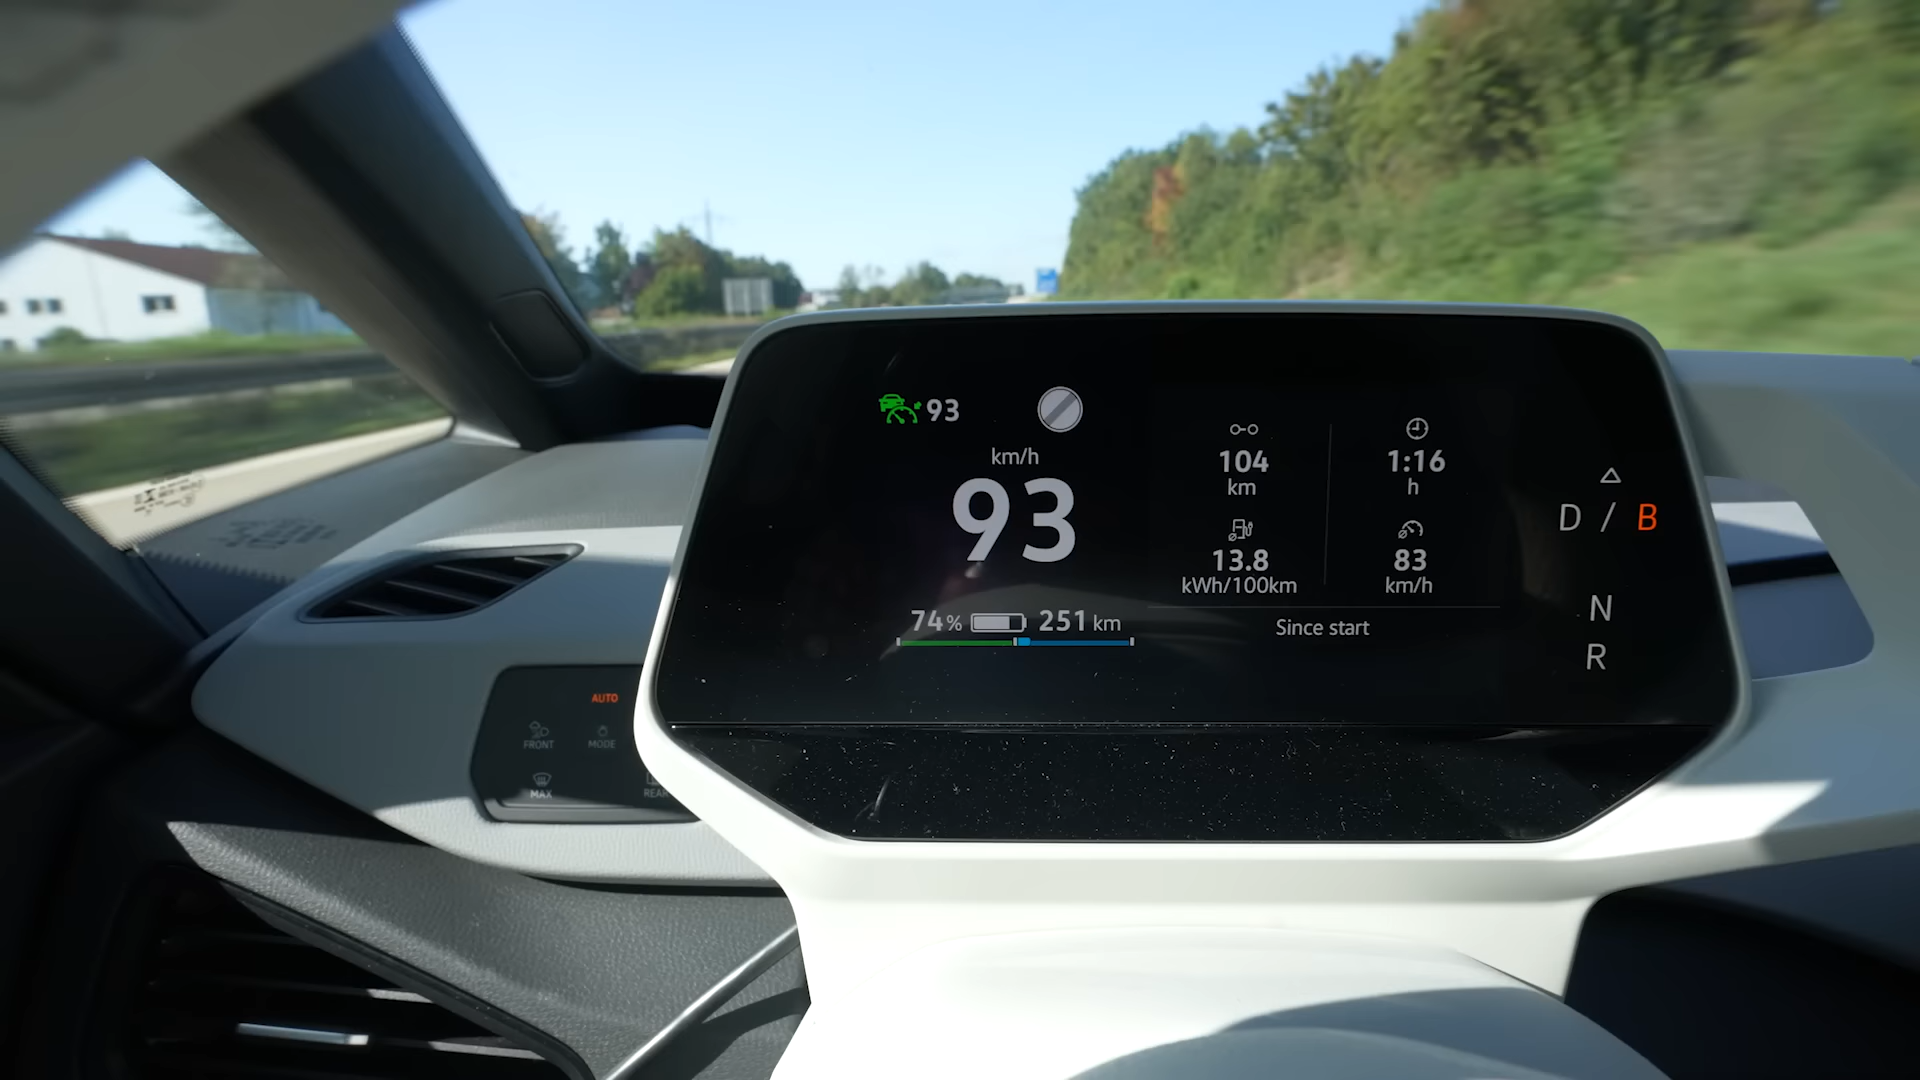 93
km/h
93
74% 251 km
104
km
1:16
h
13.8
kWh/100km
83
km/h
Since start
D / B
N
R
AUTO
FRONT
MODE
MAX
REAR